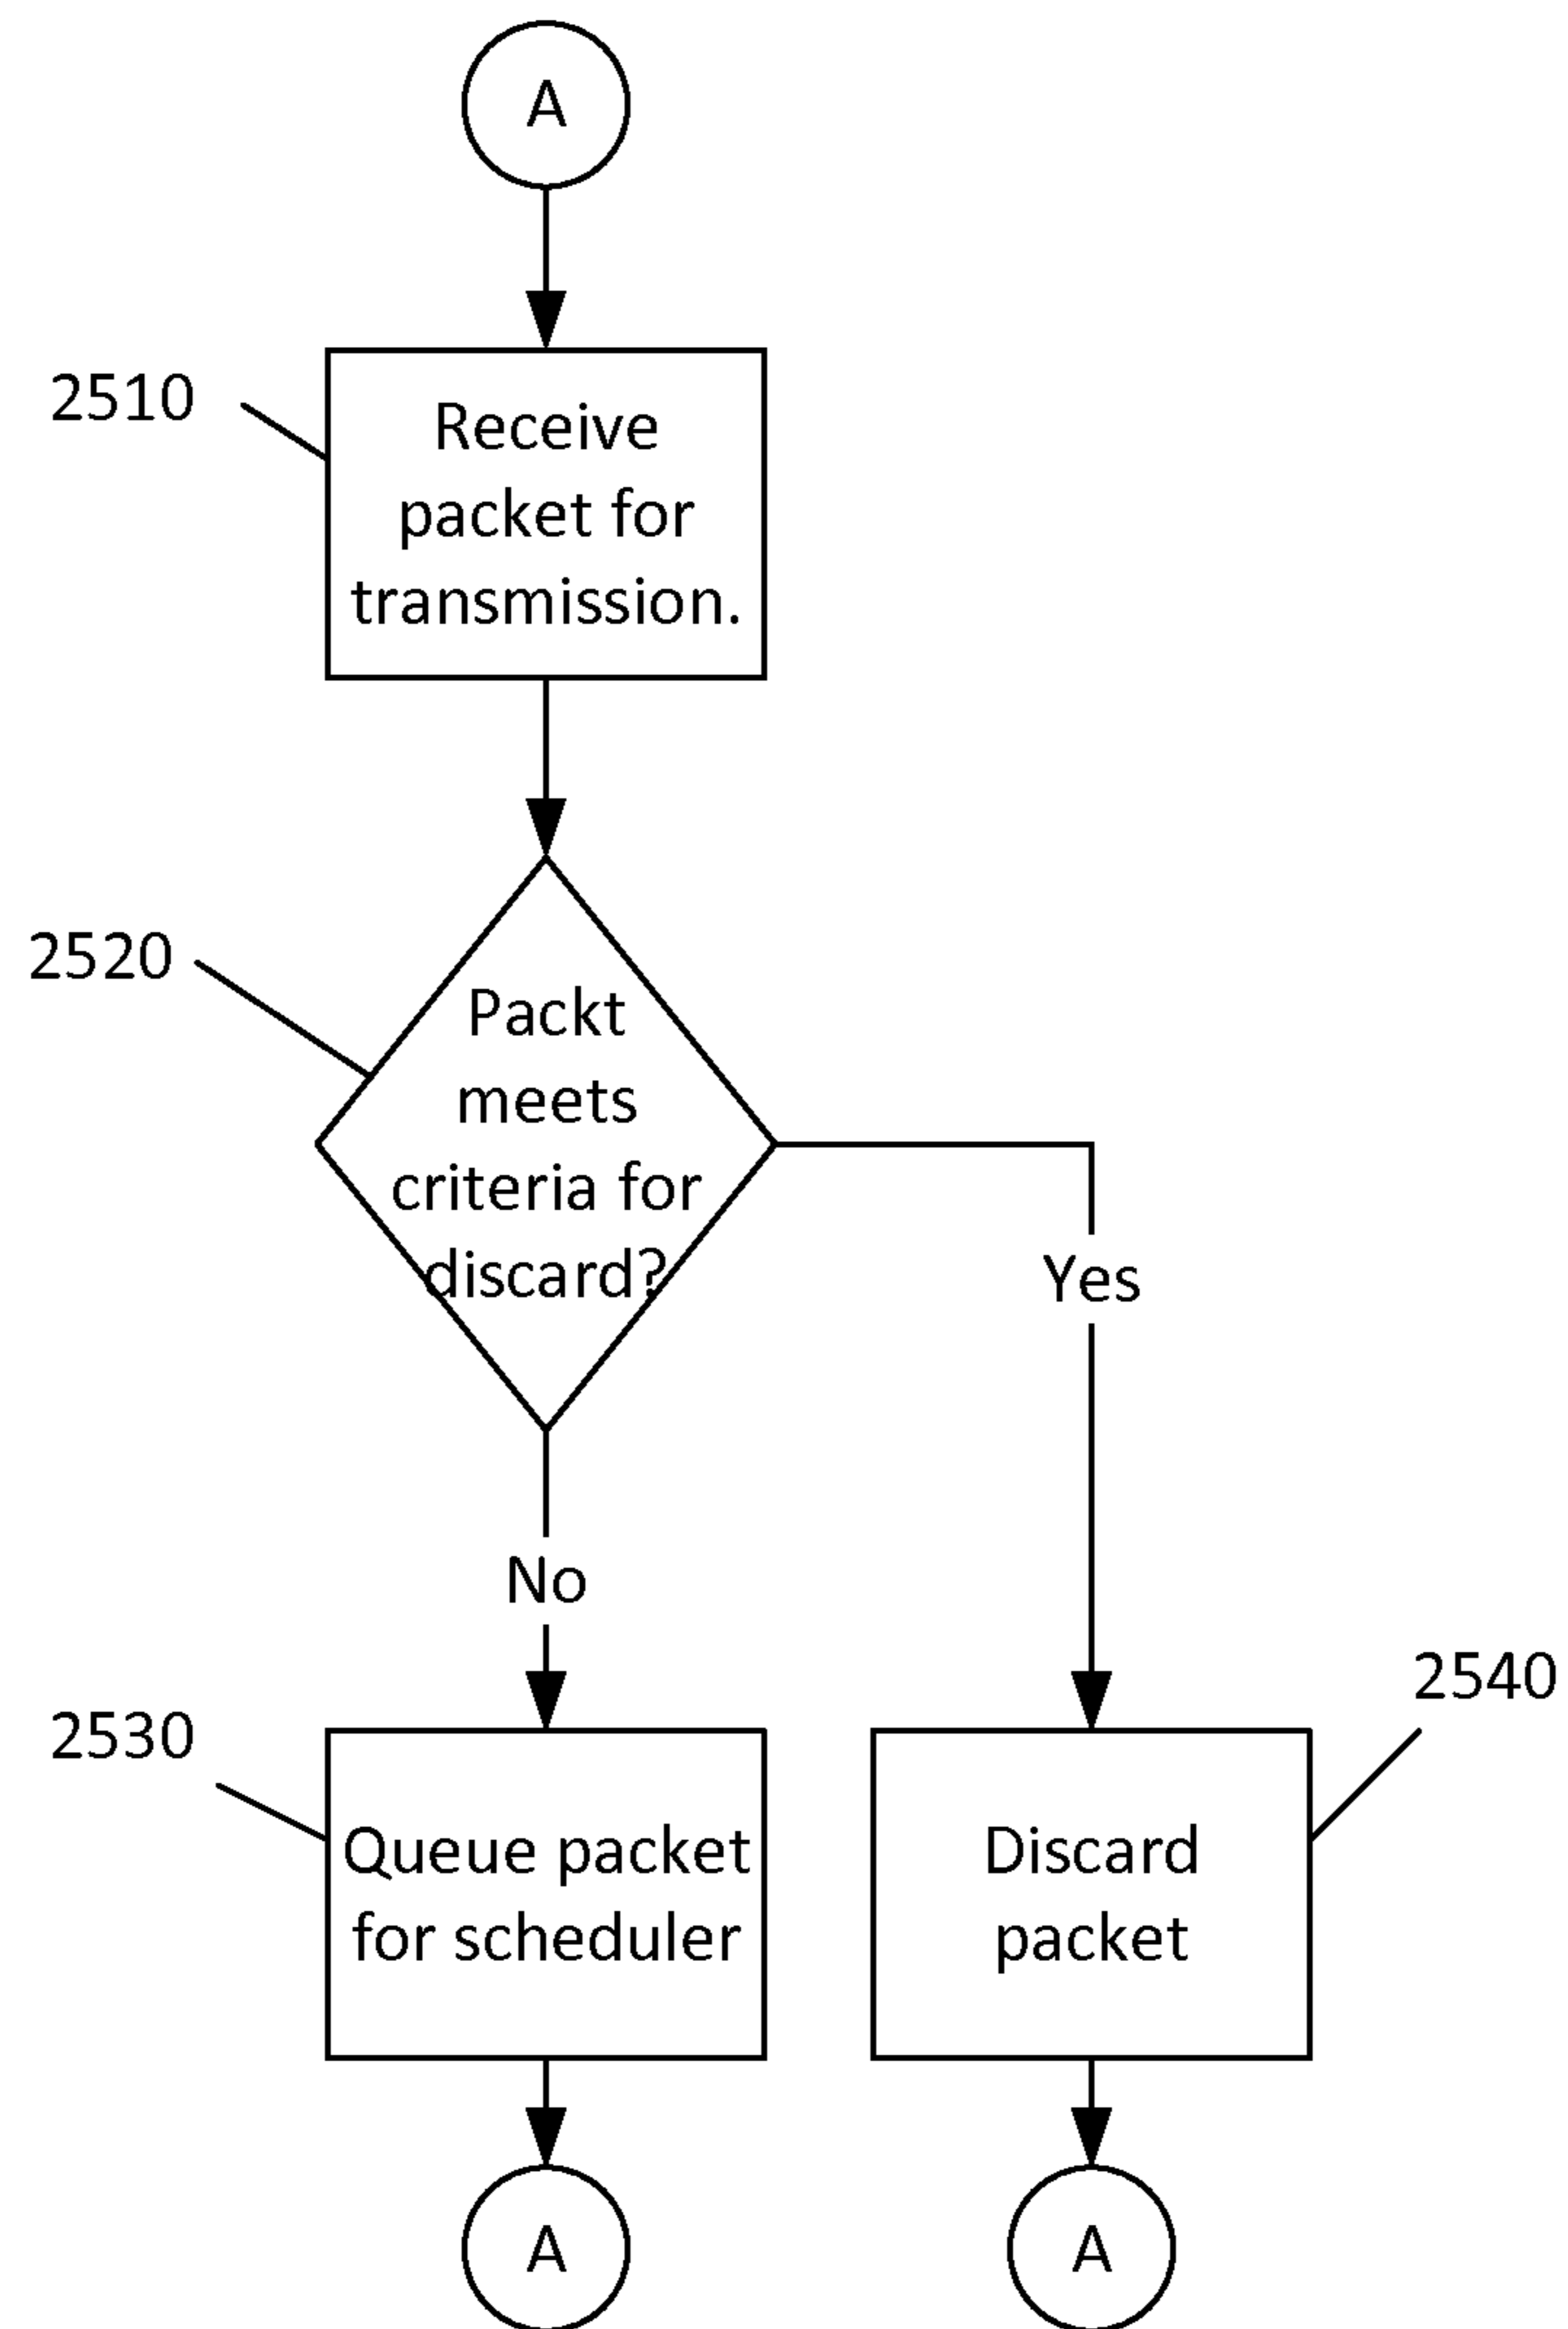 A
2510
Receive
packet for
transmission.
2520
Packt
meets
criteria for
discard?
Yes
No
2530
2540
Queue packet
for scheduler
Discard
packet
A
A